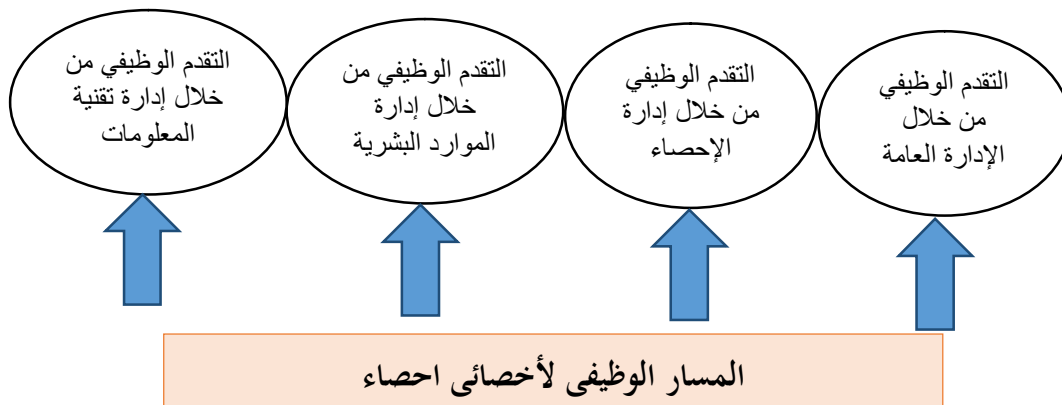 التقدم الوظيفي
من خلال
الإدارة العامة
التقدم الوظيفي
من خلال إدارة
الإحصاء
التقدم الوظيفي من
خلال إدارة
الموارد البشرية
التقدم الوظيفي من
خلال إدارة تقنية
المعلومات
المسار الوظيفى لأخصائى احصاء